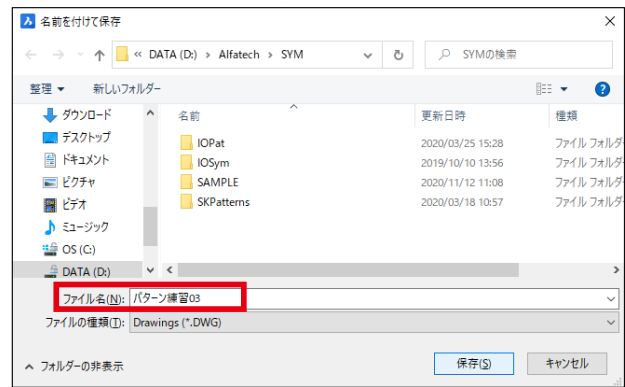 名前を付けて保存
« DATA (D:) › Alfatech › SYM
SYMの検索
整理 新しいフォルダー
名前 更新日時 種類
ダウンロード
デスクトップ
ドキュメント
ピクチャ
ビデオ
ミュージック
OS (C:)
DATA (D:)
IOPat 2020/03/25 15:28 ファイル フォルダ
IOSym 2019/10/10 13:56 ファイル フォルダ
SAMPLE 2020/11/12 11:08 ファイル フォルダ
SKPatterns 2020/03/18 10:57 ファイル フォルダ
ファイル名(N): パターン練習03
ファイルの種類(T): Drawings (*.DWG)
フォルダーの非表示
保存(S) キャンセル